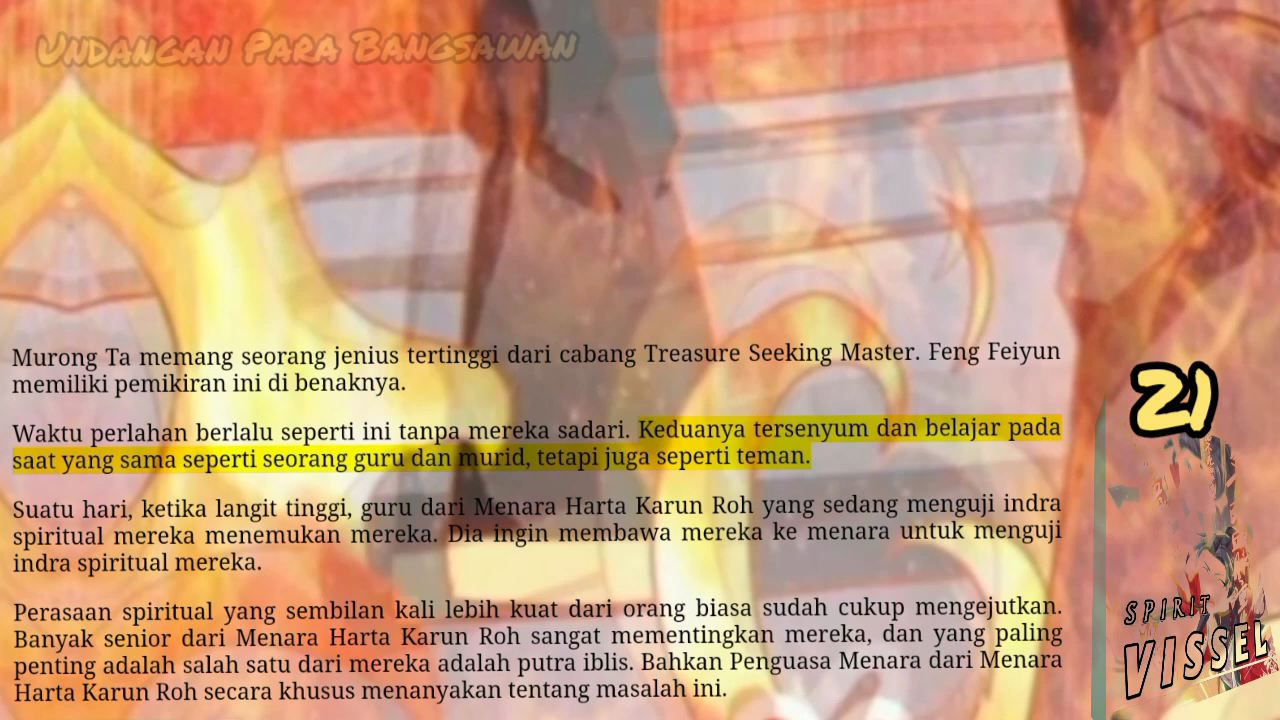 Undangan Para Bangsawan
Murong Ta memang seorang jenius tertinggi dari cabang Treasure Seeking Master. Feng Feiyun
memiliki pemikiran ini di benaknya.
Waktu perlahan berlalu seperti ini tanpa mereka sadari. Keduanya tersenyum dan belajar pada
saat yang sama seperti seorang guru dan murid, tetapi juga seperti teman.
Suatu hari, ketika langit tinggi, guru dari Menara Harta Karun Roh yang sedang menguji indra
spiritual mereka menemukan mereka. Dia ingin membawa mereka ke menara untuk menguji
indra spiritual mereka.
Perasaan spiritual yang sembilan kali lebih kuat dari orang biasa sudah cukup mengejutkan.
Banyak senior dari Menara Harta Karun Roh sangat mementingkan mereka, dan yang paling
penting adalah salah satu dari mereka adalah putra iblis. Bahkan Penguasa Menara dari Menara
Harta Karun Roh secara khusus menanyakan tentang masalah ini.
21
SPIRIT
VISSEL